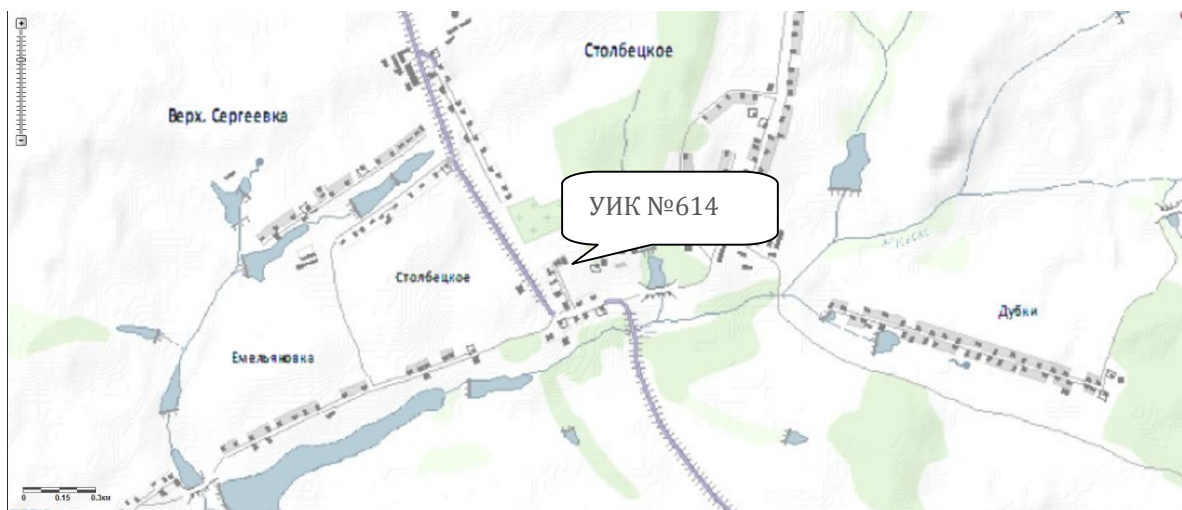 Столбецкое
Верх. Сергеевка
УИК №614
Столбецкое
Дубки
Емельяновка
0 0.15 0.3км